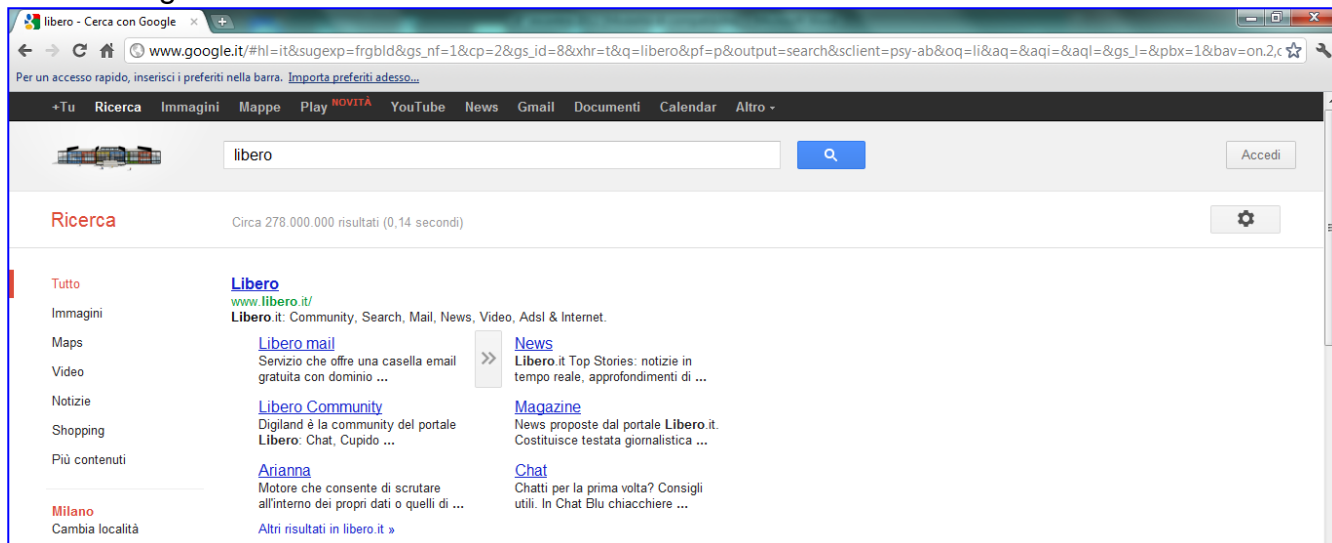 libero - Cerca con Google
www.google.it/#hl=it&sugexp=frgbld&gs_nf=1&cp=2&gs_id=8&xhr=t&q=libero&pf=p&output=search&sclient=psy-ab&oq=li&aq=&aqi=&aql=&gs_l=&pbx=1&bav=on.2,c
Per un accesso rapido, inserisci i preferiti nella barra. Importa preferiti adesso...
+Tu Ricerca Immagini Mappe Play NOVITÀ YouTube News Gmail Documenti Calendar Altro
libero
Accedi
Ricerca
Circa 278.000.000 risultati (0,14 secondi)
Tutto
Immagini
Maps
Video
Notizie
Shopping
Più contenuti
Milano
Cambia località
Libero
www.libero.it/
Libero.it: Community, Search, Mail, News, Video, Adsl & Internet.
Libero mail
Servizio che offre una casella email
gratuita con dominio ...
News
Libero.it Top Stories: notizie in
tempo reale, approfondimenti di ...
Libero Community
Digiland è la community del portale
Libero: Chat, Cupido ...
Magazine
News proposte dal portale Libero.it.
Costituisce testata giornalistica ...
Arianna
Motore che consente di scrutare
all'interno dei propri dati o quelli di ...
Chat
Chatti per la prima volta? Consigli
utili. In Chat Blu chiacchiere ...
Altri risultati in libero.it »